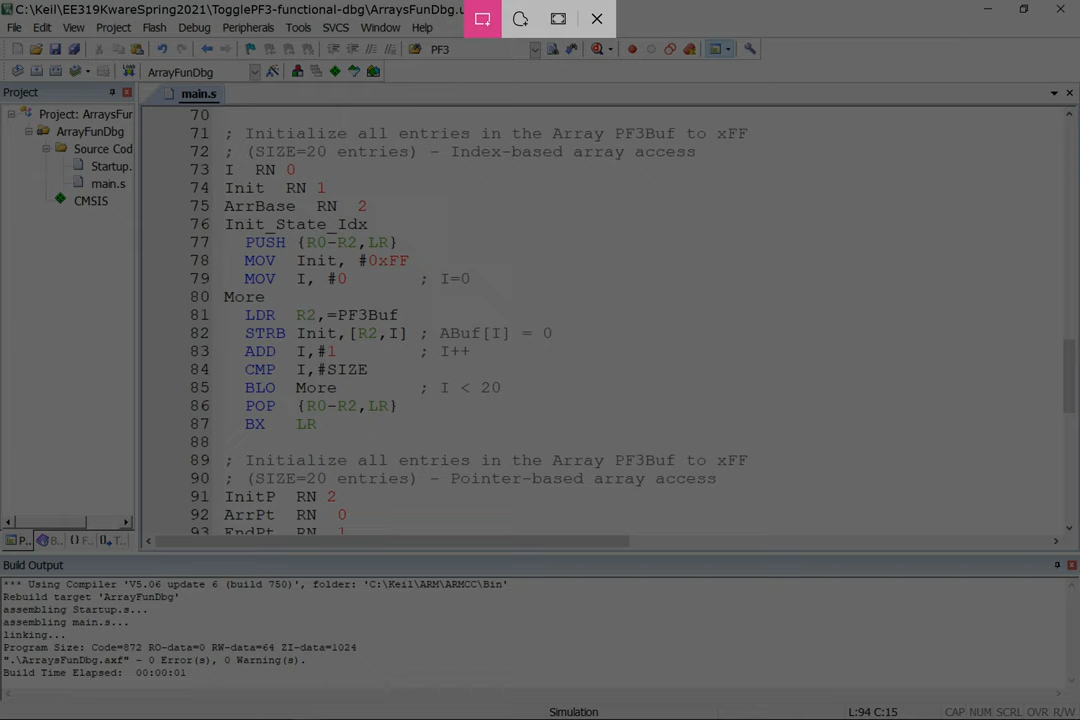 C:\Keil\EE319KwareSpring2021\TogglePF3-functional-dbg\ArraysFunDbg.u
File Edit View Project Flash Debug Peripherals Tools SVCS Window Help
PF3
ArrayFunDbg
Project
main.s
Project: ArraysFur
ArrayFunDbg
Source Cod
Startup.
main.s
CMSIS
70
71 ; Initialize all entries in the Array PF3Buf to xFF
72 ; (SIZE=20 entries) - Index-based array access
73 I RN 0
74 Init RN 1
75 ArrBase RN 2
76 Init_State_Idx
77 PUSH {R0-R2,LR}
78 MOV Init, #0xFF
79 MOV I, #0 ; I=0
80 More
81 LDR R2,=PF3Buf
82 STRB Init,[R2,I] ; ABuf[I] = 0
83 ADD I,#1 ; I++
84 CMP I,#SIZE
85 BLO More ; I < 20
86 POP {R0-R2,LR}
87 BX LR
88
89 ; Initialize all entries in the Array PF3Buf to xFF
90 ; (SIZE=20 entries) - Pointer-based array access
91 InitP RN 2
92 ArrPt RN 0
93 EndPt RN 1
P... B... {} F... T...
Build Output
*** Using Compiler 'V5.06 update 6 (build 750)', folder: 'C:\Keil\ARM\ARMCC\Bin'
Rebuild target 'ArrayFunDbg'
assembling Startup.s...
assembling main.s...
linking...
Program Size: Code=872 RO-data=0 RW-data=64 ZI-data=1024
".\ArraysFunDbg.axf" - 0 Error(s), 0 Warning(s).
Build Time Elapsed: 00:00:01
Simulation L:94 C:15 CAP NUM SCRL OVR R/W